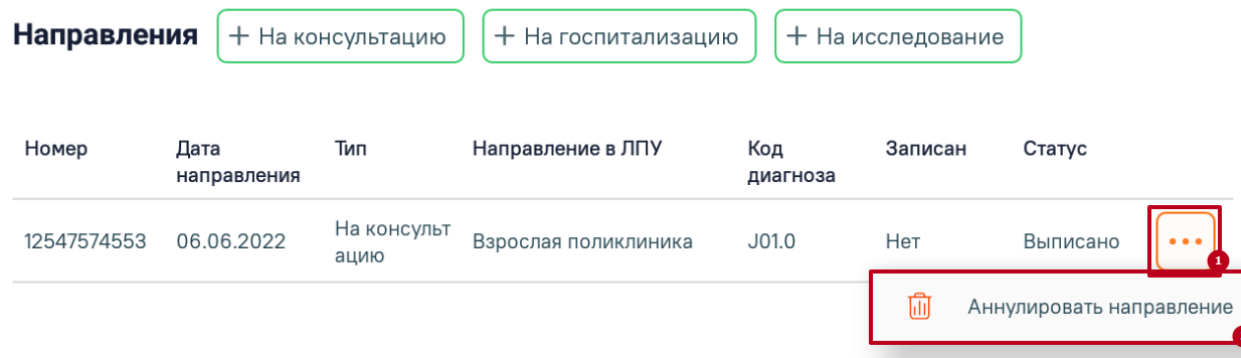 Направления + На консультацию + На госпитализацию + На исследование
Номер Дата направления Тип Направление в ЛПУ Код диагноза Записан Статус
12547574553 06.06.2022 На консульт Взрослая поликлиника J01.0 Нет Выписано
ацию
1
Аннулировать направление